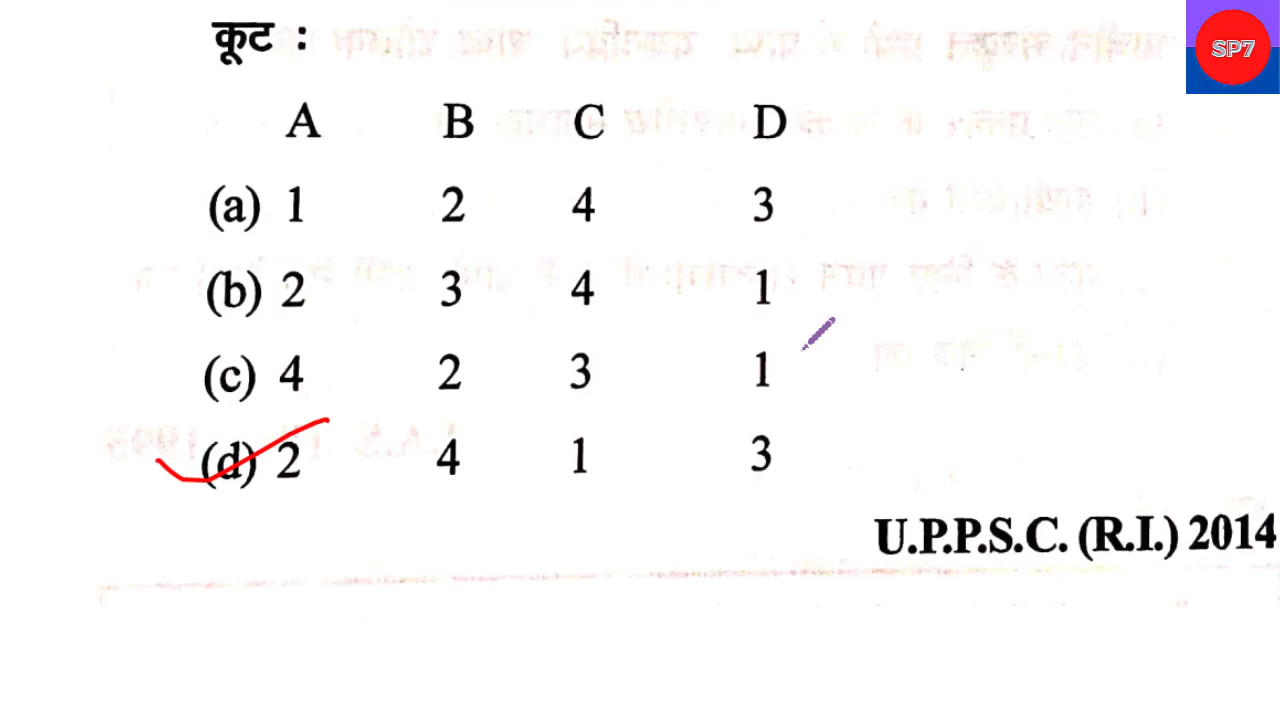 SP7
कूट :
A B C D
(a) 1 2 4 3
(b) 2 3 4 1
(c) 4 2 3 1
(d) 2 4 1 3
U.P.P.S.C. (R.I.) 2014